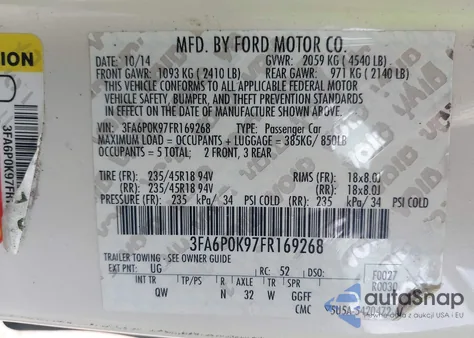 MFD. BY FORD MOTOR CO.
DATE: 10/14 GVWR: 2059 KG (4540 LB)
FRONT GAWR: 1093 KG (2410 LB) REAR GAWR: 971 KG (2140 LB)
THIS VEHICLE CONFORMS TO ALL APPLICABLE FEDERAL MOTOR
VEHICLE SAFETY, BUMPER, AND THEFT PREVENTION STANDARDS
IN EFFECT ON THE DATE OF MANUFACTURE SHOWN ABOVE.
VIN: 3FA6P0K97FR169268 TYPE: Passenger Car
MAXIMUM LOAD = OCCUPANTS + LUGGAGE = 385KG/ 850LB
OCCUPANTS = 5 TOTAL: 2 FRONT, 3 REAR
TIRE (FR): 235/45R18 94V RIMS (FR): 18x8.0J
(RR): 235/45R18 94V (RR): 18x8.0J
PRESSURE (FR): 235 kPa/ 34 PSI COLD (RR): 235 kPa/ 34 PSI COLD
3FA6P0K97FR169268
TRAILER TOWING - SEE OWNER GUIDE
EXT PNT: UG RC: 52 DSO: F0027
R0030
INT TR TP/PS R AXLE TR SPR
QW N 32 W
CMC
autoSnap